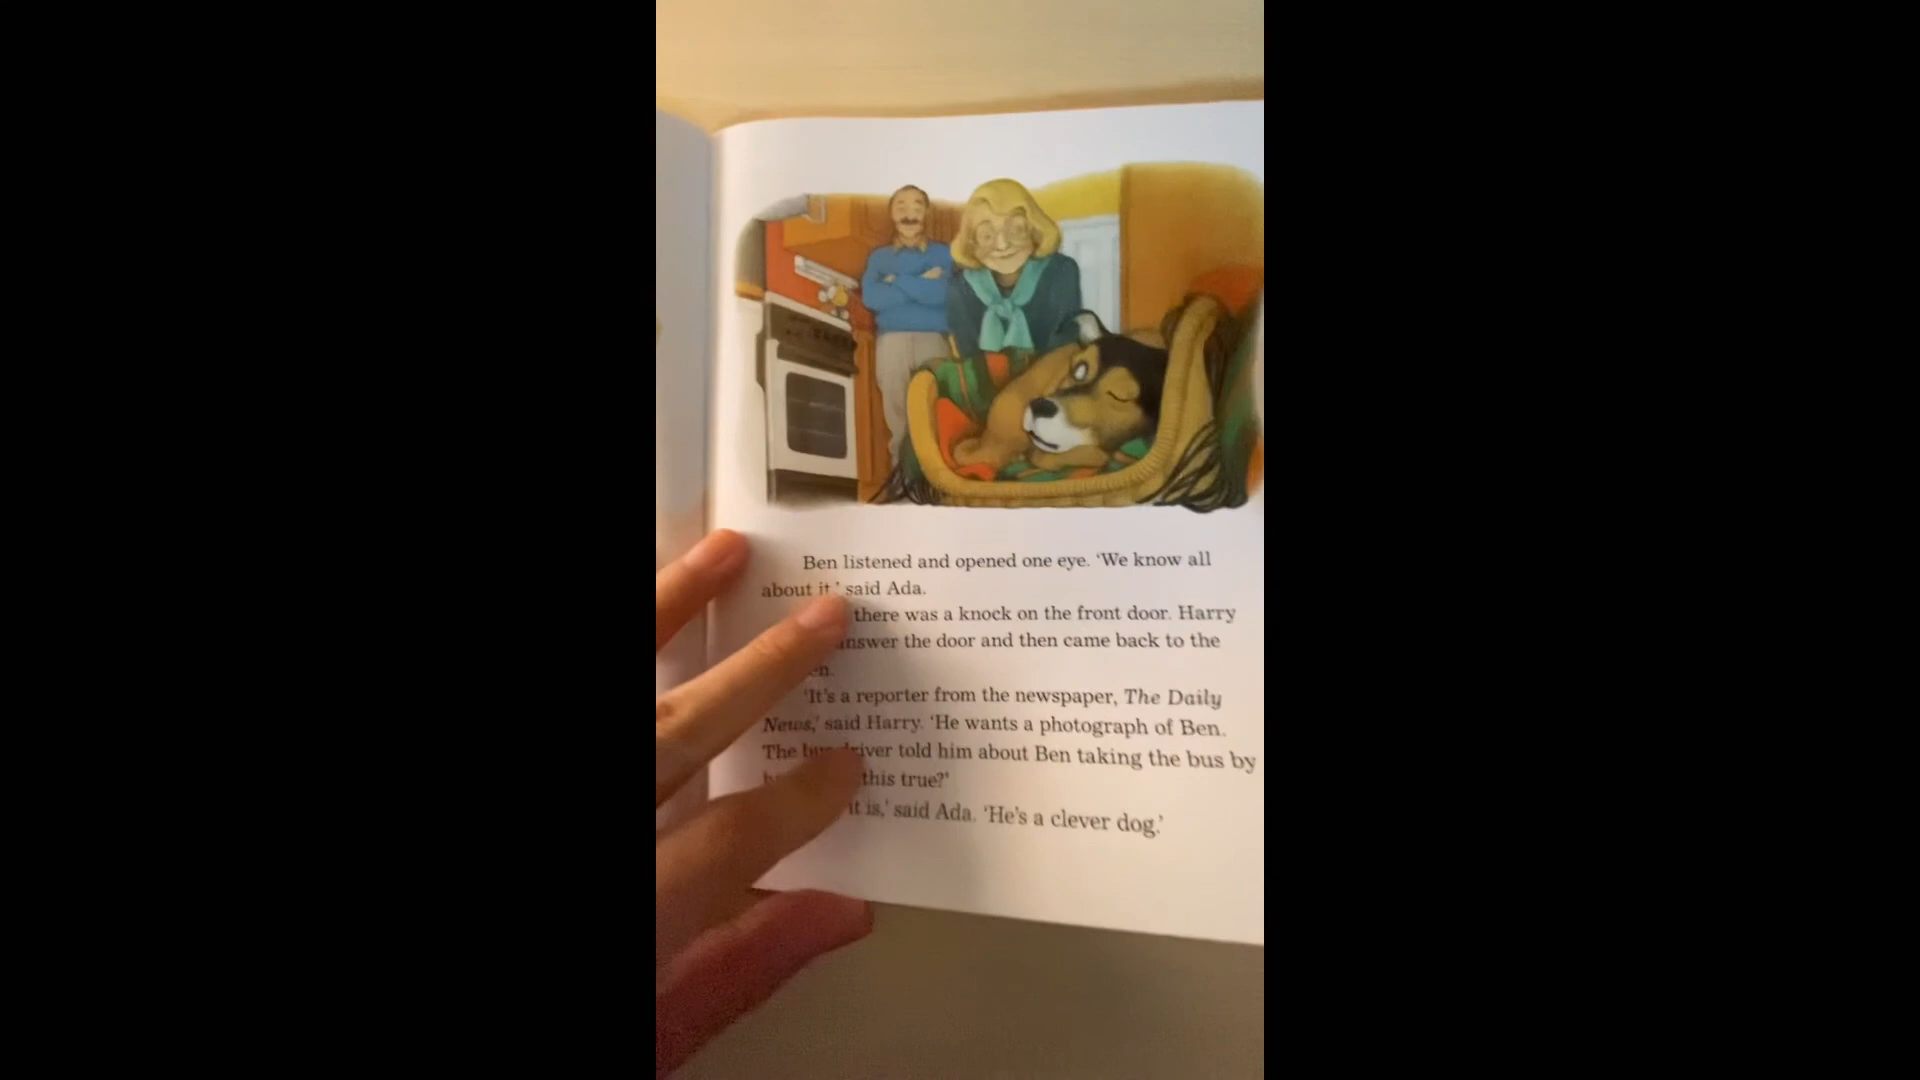 Ben listened and opened one eye. ‘We know all
about it,’ said Ada.
there was a knock on the front door. Harry
answer the door and then came back to the
‘It’s a reporter from the newspaper, The Daily
News,’ said Harry. ‘He wants a photograph of Ben.
The bus driver told him about Ben taking the bus by
this true?’
it is,’ said Ada. ‘He’s a clever dog.’